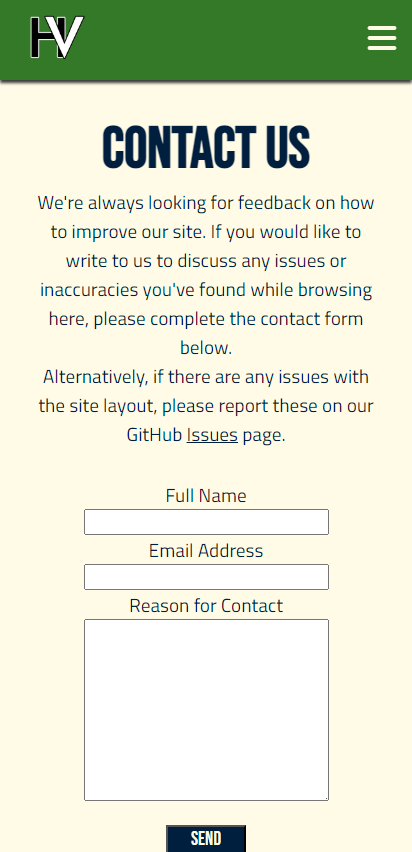 HV
CONTACT US
We're always looking for feedback on how
to improve our site. If you would like to
write to us to discuss any issues or
inaccuracies you've found while browsing
here, please complete the contact form
below.
Alternatively, if there are any issues with
the site layout, please report these on our
GitHub Issues page.
Full Name
Email Address
Reason for Contact
SEND